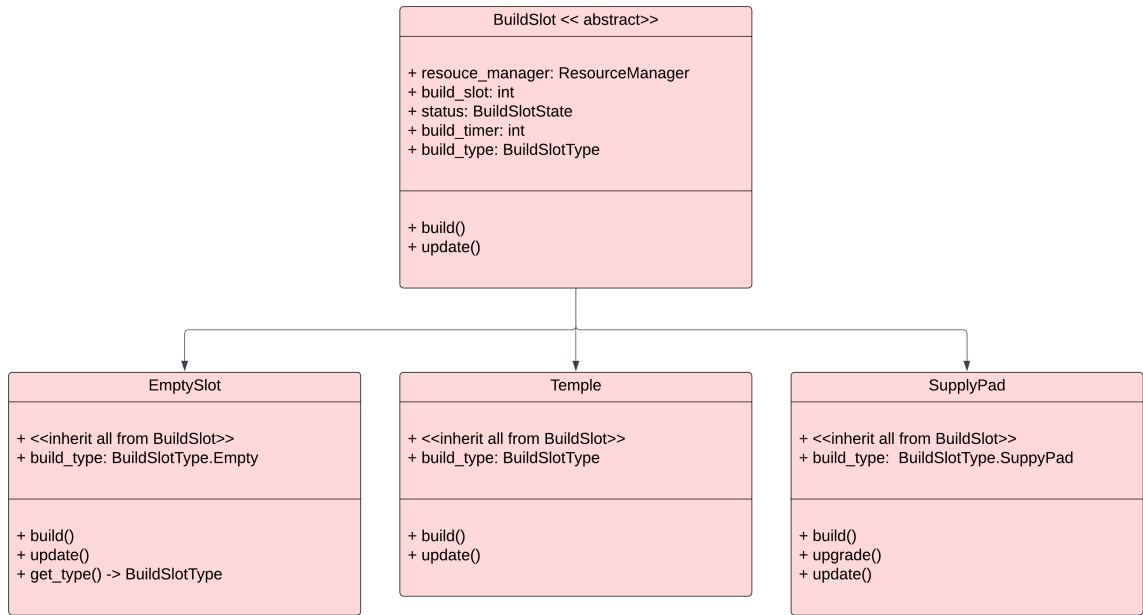 BuildSlot << abstract>>
+ resouce_manager: ResourceManager
+ build_slot: int
+ status: BuildSlotState
+ build_timer: int
+ build_type: BuildSlotType
+ build()
+ update()
EmptySlot
+ <<inherit all from BuildSlot>>
+ build_type: BuildSlotType.Empty
+ build()
+ update()
+ get_type() -> BuildSlotType
Temple
+ <<inherit all from BuildSlot>>
+ build_type: BuildSlotType
+ build()
+ update()
SupplyPad
+ <<inherit all from BuildSlot>>
+ build_type:  BuildSlotType.SuppyPad
+ build()
+ upgrade()
+ update()